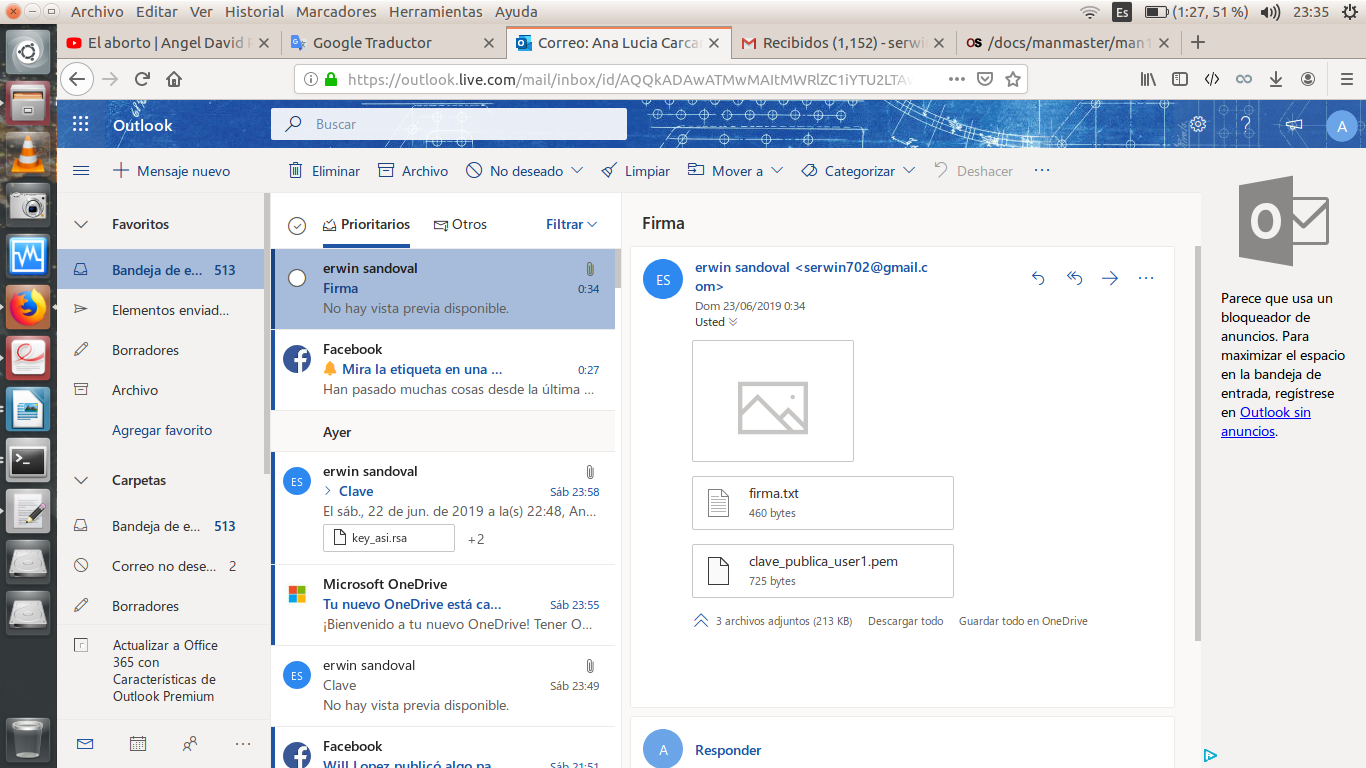 Archivo Editar Ver Historial Marcadores Herramientas Ayuda
Es (1:27, 51 %) 23:35
El aborto | Angel David
Google Traductor
Correo: Ana Lucia Carca
Recibidos (1,152) - serwi
OS /docs/manmaster/man1
https://outlook.live.com/mail/inbox/id/AQQkADAwATMwMAItMWRlZC1iYTU2LTA
Outlook
Buscar
A
Mensaje nuevo
Eliminar
Archivo
No deseado
Limpiar
Mover a
Categorizar
Deshacer
Favoritos
Bandeja de e... 513
Elementos enviad...
Borradores
Archivo
Agregar favorito
Carpetas
Bandeja de e... 513
Correo no dese... 2
Borradores
Actualizar a Office
365 con
Características de
Outlook Premium
Prioritarios
Otros
Filtrar
erwin sandoval
Firma 0:34
No hay vista previa disponible.
Facebook
Mira la etiqueta en una ... 0:27
Han pasado muchas cosas desde la última ...
Ayer
ES
erwin sandoval
Clave Sáb 23:58
El sáb., 22 de jun. de 2019 a la(s) 22:48, An...
key_asi.rsa +2
Microsoft OneDrive
Tu nuevo OneDrive está ca... Sáb 23:55
¡Bienvenido a tu nuevo OneDrive! Tener O...
ES
erwin sandoval
Clave Sáb 23:49
No hay vista previa disponible.
Facebook
Will Lopez publicó algo pa... Sáb 21:51
Firma
ES
erwin sandoval <serwin702@gmail.c
om>
Dom 23/06/2019 0:34
Usted
firma.txt
460 bytes
clave_publica_user1.pem
725 bytes
3 archivos adjuntos (213 KB) Descargar todo Guardar todo en OneDrive
A
Responder
Parece que usa un
bloqueador de
anuncios. Para
maximizar el espacio
en la bandeja de
entrada, regístrese
en Outlook sin
anuncios.